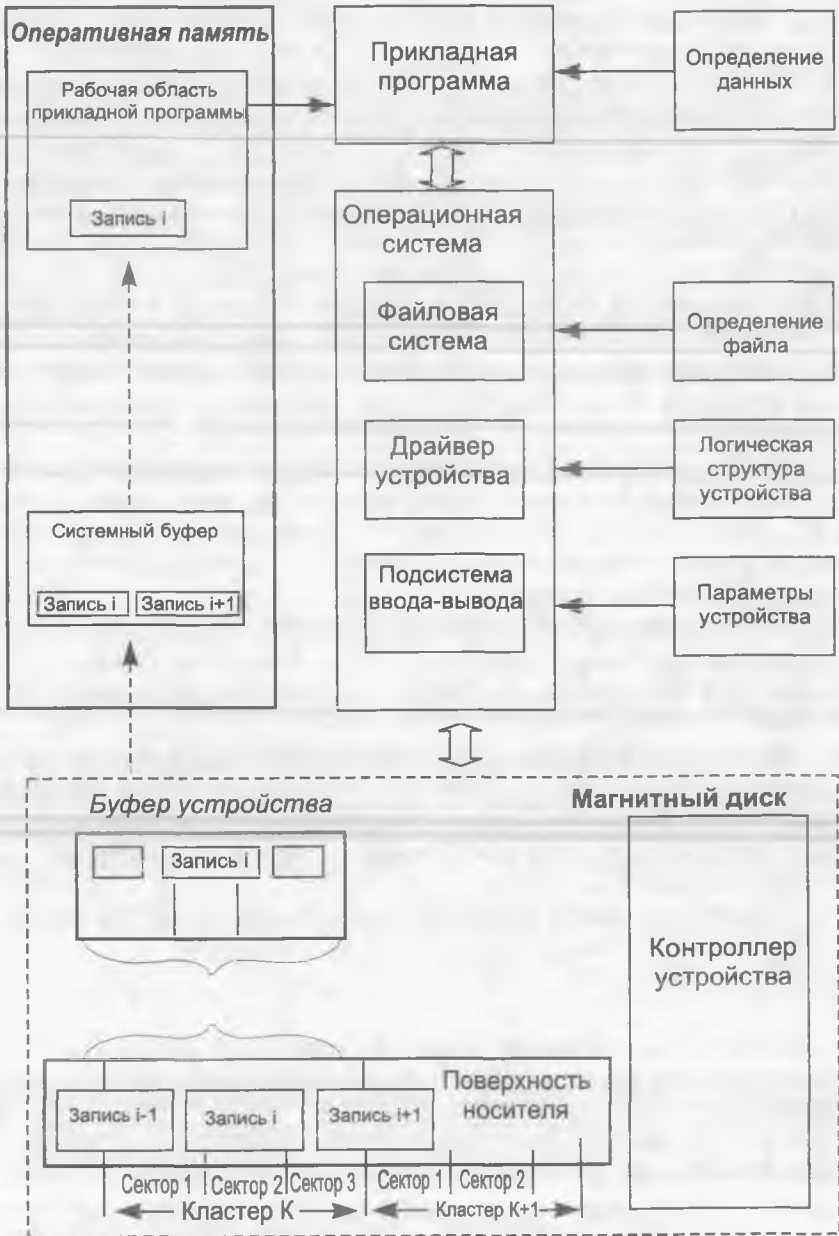 Оперативная память
Рабочая область
прикладной программы
Запись i
Системный буфер
Запись i
Запись i+1
Прикладная
программа
Определение
данных
Операционная
система
Файловая
система
Определение
файла
Драйвер
устройства
Логическая
структура
устройства
Подсистема
ввода-вывода
Параметры
устройства
Буфер устройства
Магнитный диск
Запись i
Контроллер
устройства
Поверхность
носителя
Запись i-1
Запись i
Запись i+1
Сектор 1
Сектор 2
Сектор 3
Сектор 1
Сектор 2
Кластер К
Кластер К+1